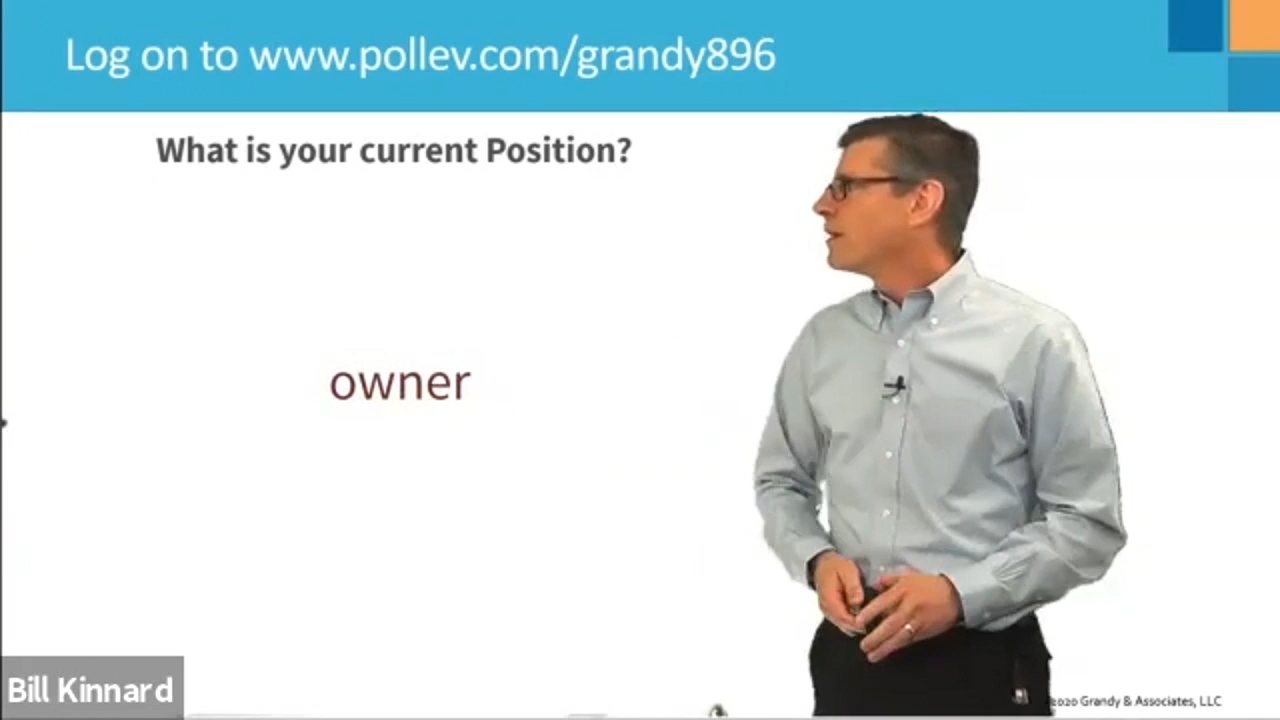 Log on to www.pollev.com/grandy896
What is your current Position?
owner
Bill Kinnard
2020 Grandy & Associates, LLC